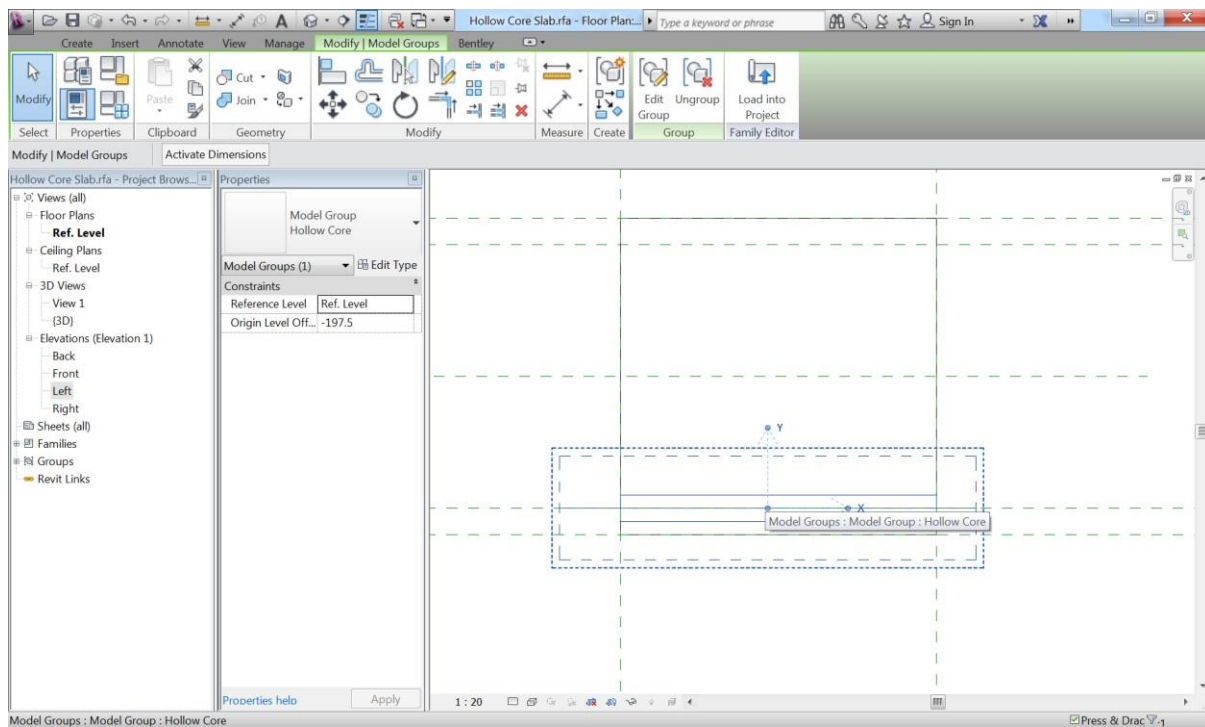 Hollow Core Slab.rfa - Floor Plan:...
Type a keyword or phrase
Sign In
Create Insert Annotate View Manage Modify | Model Groups Bentley
Modify
Paste
Cut
Join
Edit Group
Ungroup
Load into Project
Select Properties Clipboard Geometry Modify Measure Create Group Family Editor
Modify | Model Groups Activate Dimensions
Hollow Core Slab.rfa - Project Brows...
Views (all)
Floor Plans
Ref. Level
Ceiling Plans
Ref. Level
3D Views
View 1
{3D}
Elevations (Elevation 1)
Back
Front
Left
Right
Sheets (all)
Families
Groups
Revit Links
Properties
Model Group
Hollow Core
Model Groups (1) Edit Type
Constraints
Reference Level Ref. Level
Origin Level Off... -197.5
Properties help Apply
Y
X
Model Groups : Model Group : Hollow Core
1 : 20
Model Groups : Model Group : Hollow Core
Press & Drac